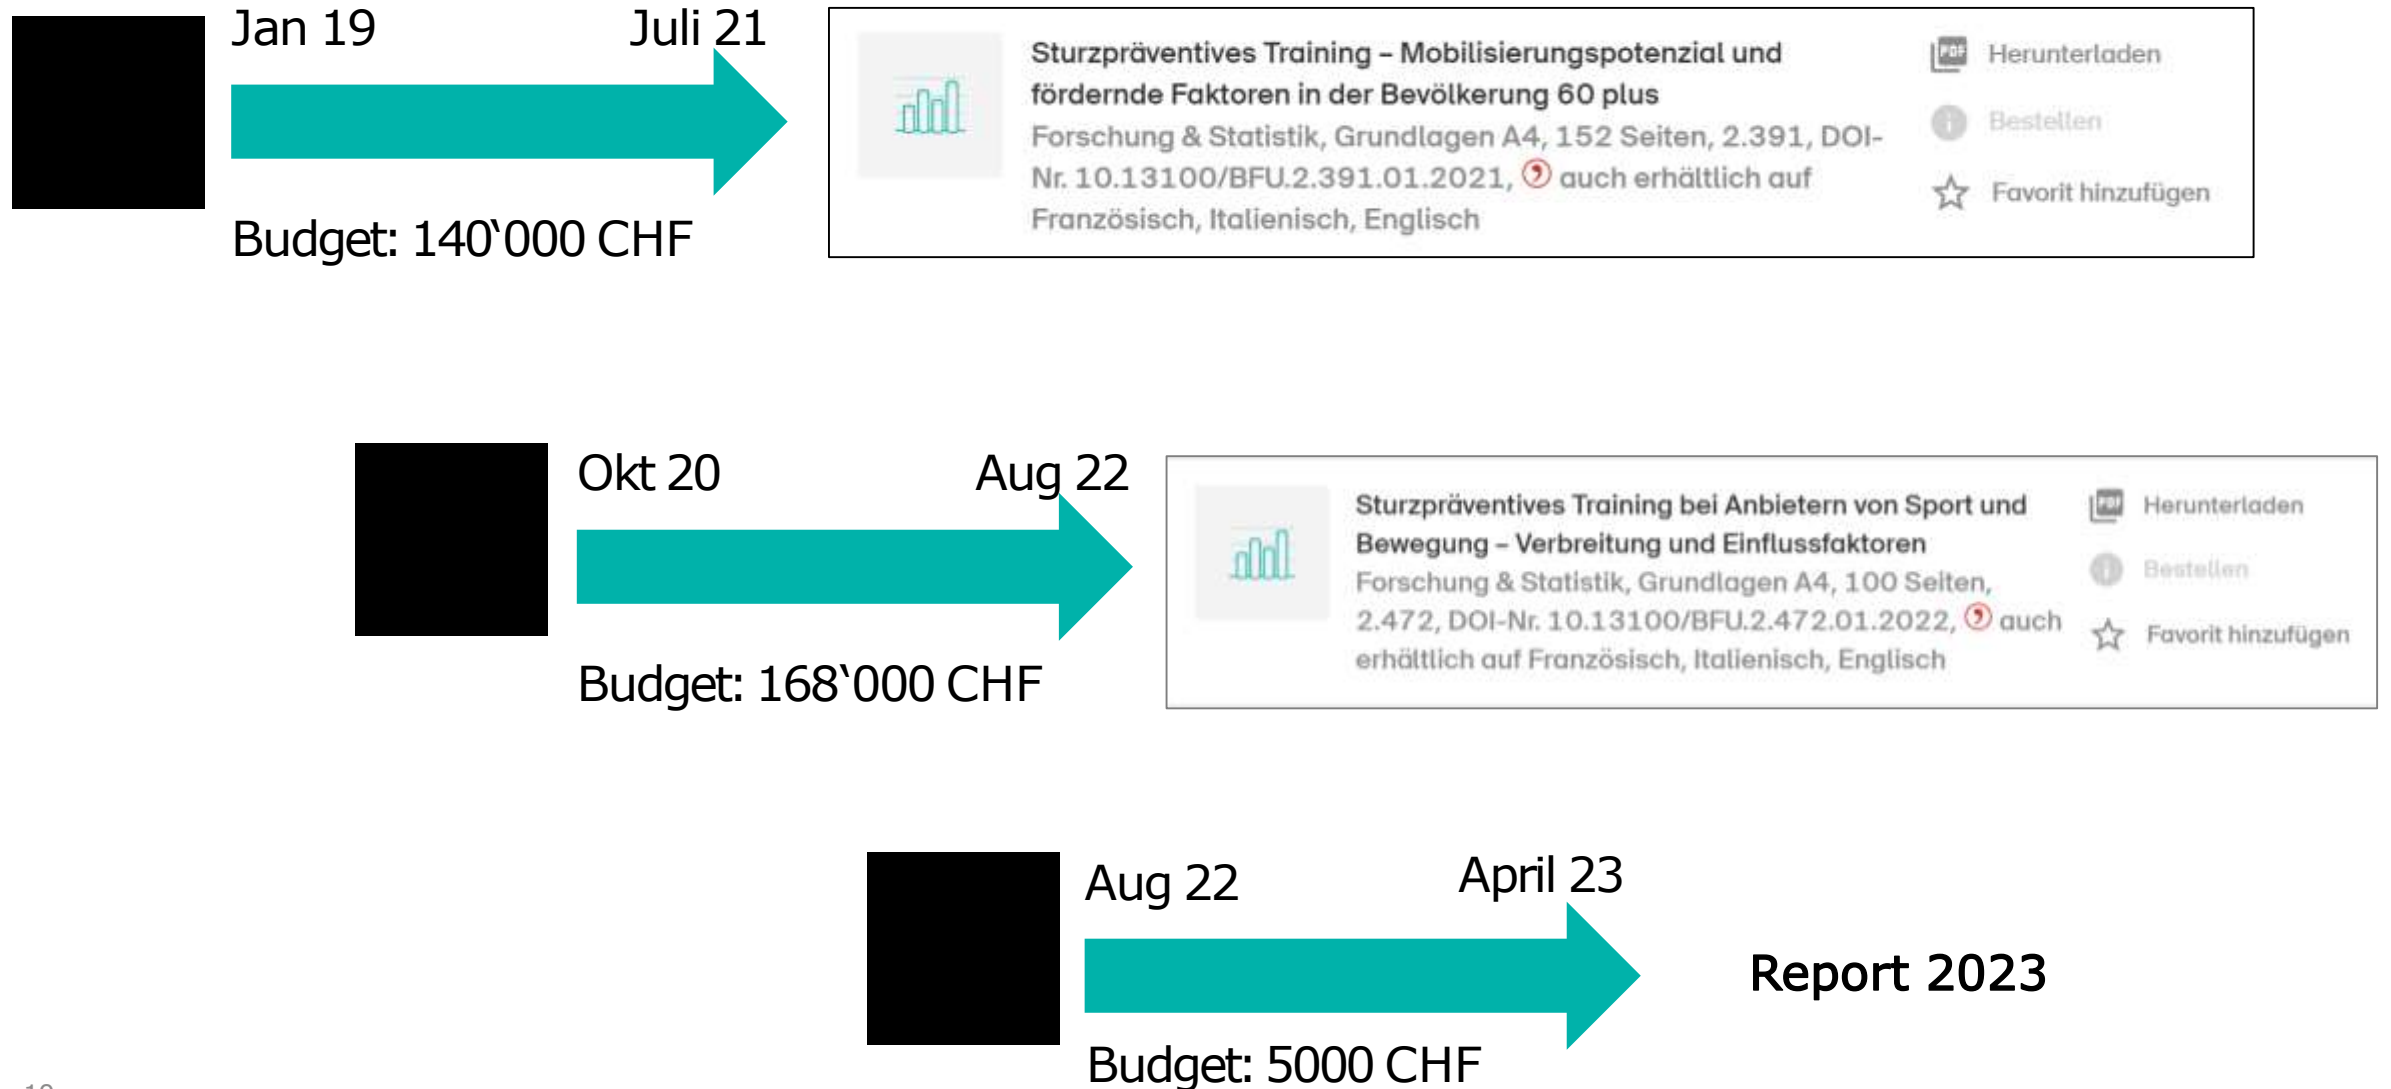 Jan 19
Juli 21
Budget: 140‘000 CHF
Sturzpräventives Training – Mobilisierungspotenzial und
fördernde Faktoren in der Bevölkerung 60 plus
Forschung & Statistik, Grundlagen A4, 152 Seiten, 2.391, DOI-
Nr. 10.13100/BFU.2.391.01.2021, auch erhältlich auf
Französisch, Italienisch, Englisch
PDF Herunterladen
Bestellen
Favorit hinzufügen
Okt 20
Aug 22
Budget: 168‘000 CHF
Sturzpräventives Training bei Anbietern von Sport und
Bewegung – Verbreitung und Einflussfaktoren
Forschung & Statistik, Grundlagen A4, 100 Seiten,
2.472, DOI-Nr. 10.13100/BFU.2.472.01.2022, auch
erhältlich auf Französisch, Italienisch, Englisch
PDF Herunterladen
Bestellen
Favorit hinzufügen
Aug 22
April 23
Budget: 5000 CHF
Report 2023